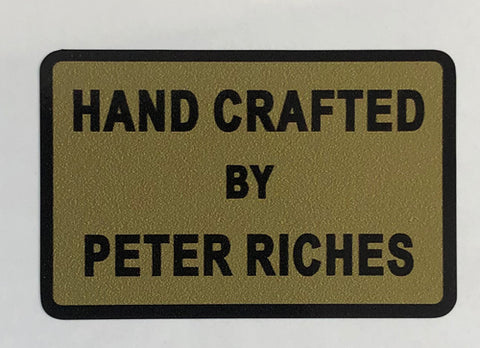 HAND CRAFTED
BY
PETER RICHES